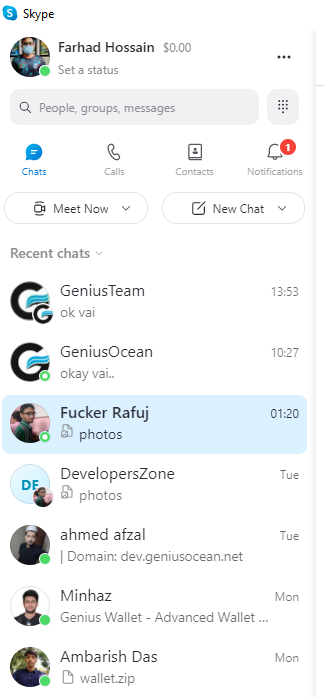 Skype
Farhad Hossain $0.00
Set a status
People, groups, messages
Chats Calls Contacts Notifications
1
Meet Now New Chat
Recent chats
GeniusTeam 13:53
ok vai
GeniusOcean 10:27
okay vai..
Fucker Rafuj 01:20
photos
DevelopersZone Tue
DE
photos
ahmed afzal Tue
| Domain: dev.geniusocean.net
Minhaz Mon
Genius Wallet - Advanced Wallet ...
Ambarish Das Mon
wallet.zip